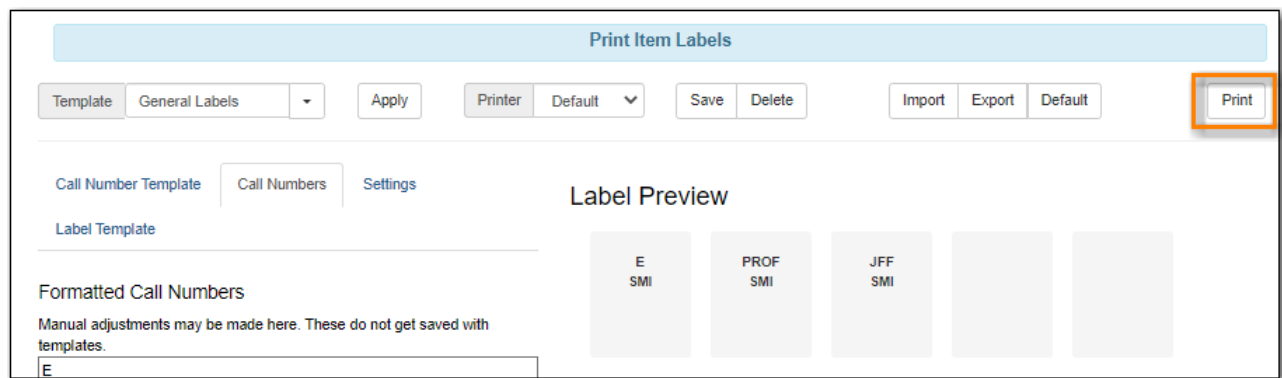 Print Item Labels
Template General Labels Apply Printer Default Save Delete Import Export Default Print
Call Number Template Call Numbers Settings
Label Template
Label Preview
E PROF JFF
SMI SMI SMI
Formatted Call Numbers
Manual adjustments may be made here. These do not get saved with
templates.
E